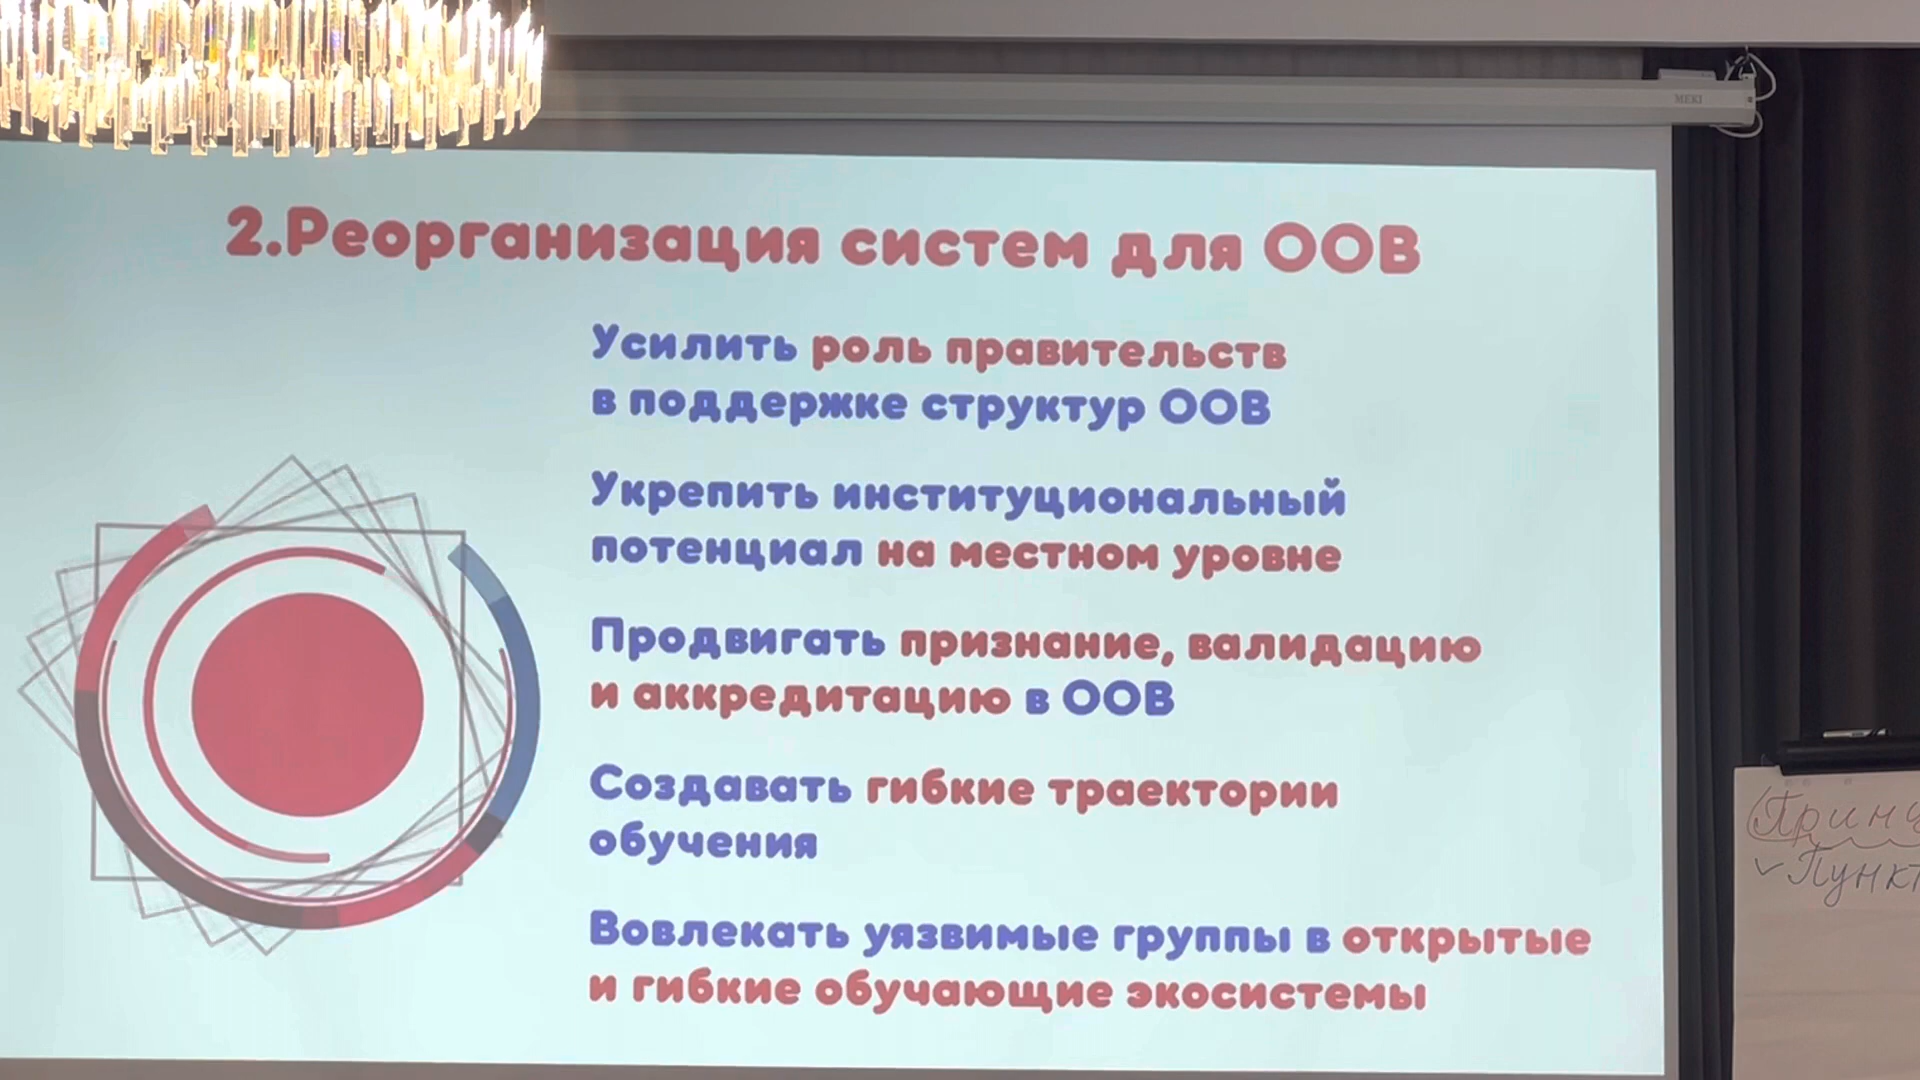 MEKI
2.Реорганизация систем для ООВ
Усилить роль правительств
в поддержке структур ООВ
Укрепить институциональный
потенциал на местном уровне
Продвигать признание, валидацию
и аккредитацию в ООВ
Создавать гибкие траектории
обучения
Вовлекать уязвимые группы в открытые
и гибкие обучающие экосистемы